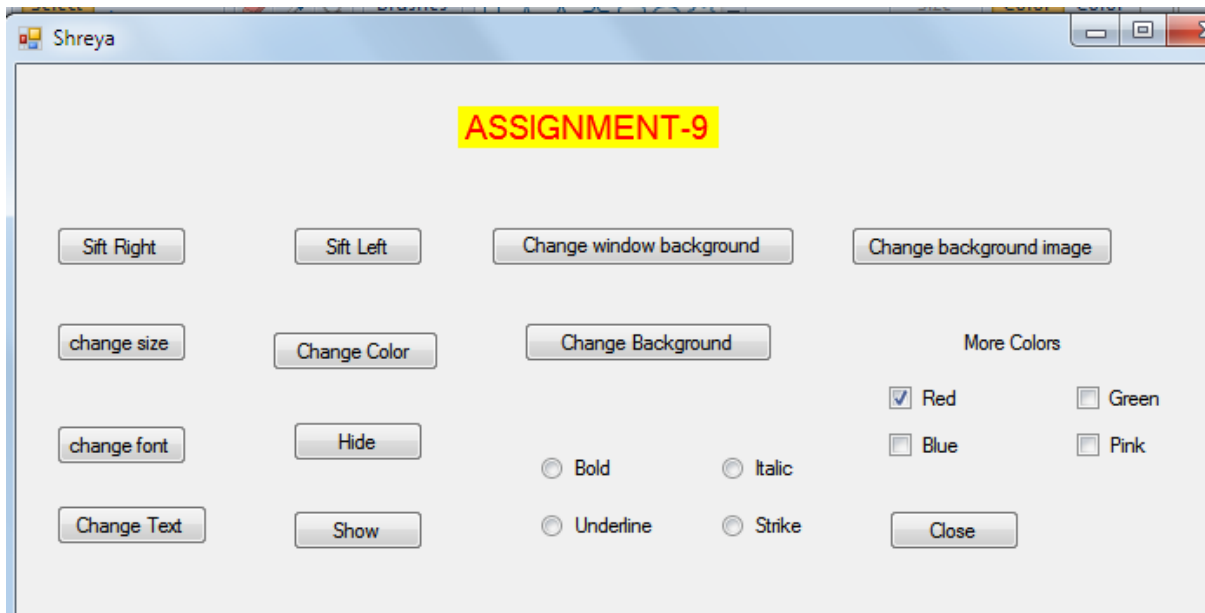 Shreya
ASSIGNMENT-9
Sift Right Sift Left Change window background Change background image
change size Change Color Change Background More Colors
Red Green
change font Hide Blue Pink
Bold Italic
Change Text Show Underline Strike Close